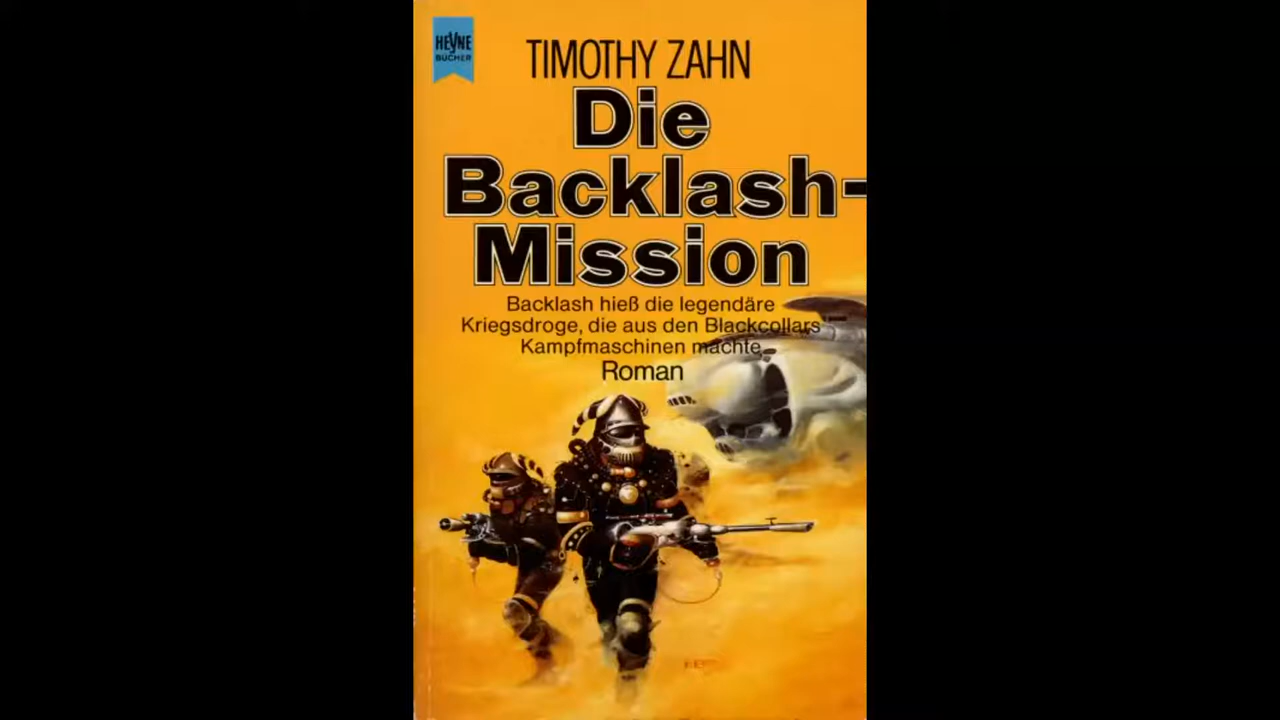 HEYNE
BÜCHER
TIMOTHY ZAHN
Die
Backlash-
Mission
Backlash hieß die legendäre
Kriegsdroge, die aus den Blackcollars
Kampfmaschinen machte
Roman